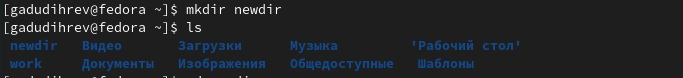 [gadudihrev@fedora ~]$ mkdir newdir
[gadudihrev@fedora ~]$ ls
newdir Видео Загрузки Музыка 'Рабочий стол'
work Документы Изображения Общедоступные Шаблоны